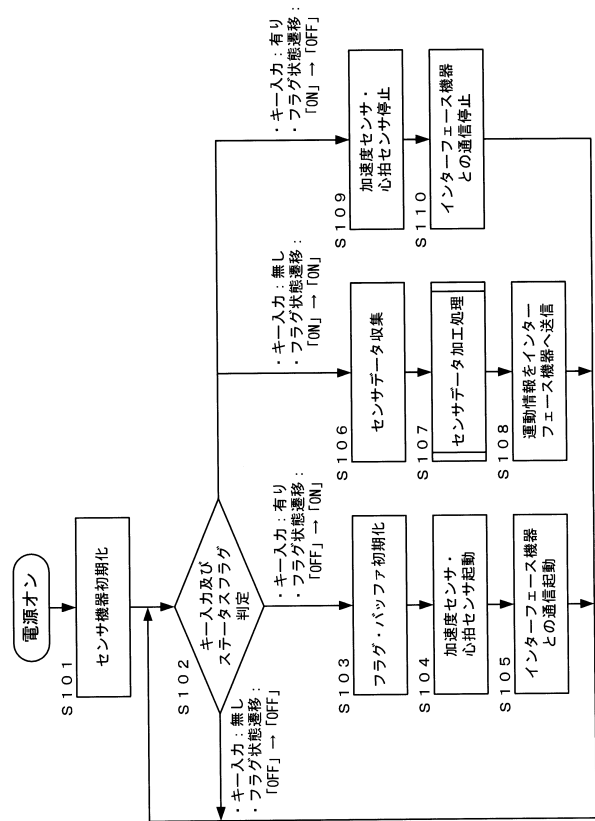 電源オン
S101
センサ機器初期化
S102
キー入力及び
ステータスフラグ
判定
・キー入力：無し
・フラグ状態遷移：
「OFF」→「OFF」
・キー入力：有り
・フラグ状態遷移：
「OFF」→「ON」
S103
フラグ・バッファ初期化
S104
加速度センサ・
心拍センサ起動
S105
インターフェース機器
との通信起動
・キー入力：無し
・フラグ状態遷移：
「ON」→「ON」
S106
センサデータ収集
S107
センサデータ加工処理
S108
運動情報をインター
フェース機器へ送信
・キー入力：有り
・フラグ状態遷移：
「ON」→「OFF」
S109
加速度センサ・
心拍センサ停止
S110
インターフェース機器
との通信停止